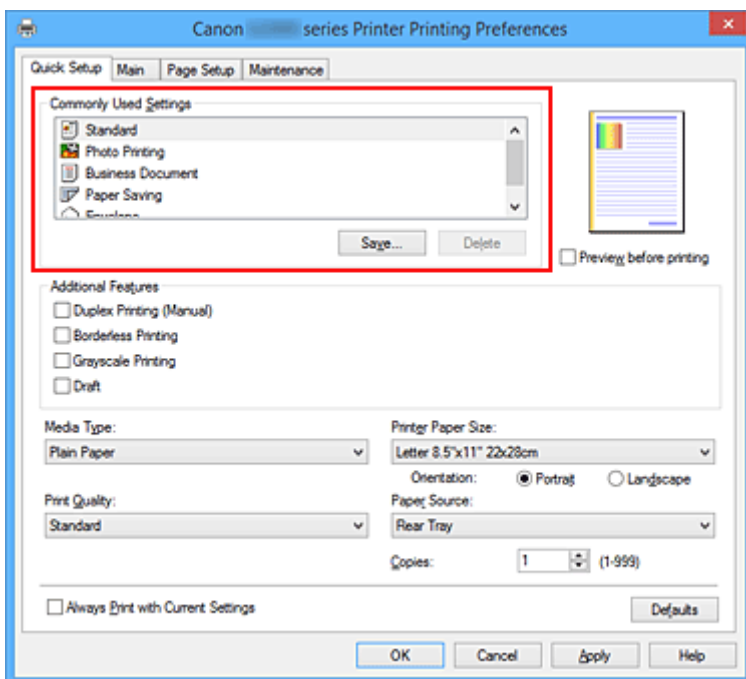 Canon series Printer Printing Preferences
Quick Setup Main Page Setup Maintenance
Commonly Used Settings
Standard
Photo Printing
Business Document
Paper Saving
Envelope
Save... Delete
Preview before printing
Additional Features
Duplex Printing (Manual)
Borderless Printing
Grayscale Printing
Draft
Media Type: Printer Paper Size:
Plain Paper Letter 8.5"x11" 22x28cm
Orientation: Portrait Landscape
Print Quality: Paper Source:
Standard Rear Tray
Copies: 1 (1-999)
Always Print with Current Settings Defaults
OK Cancel Apply Help